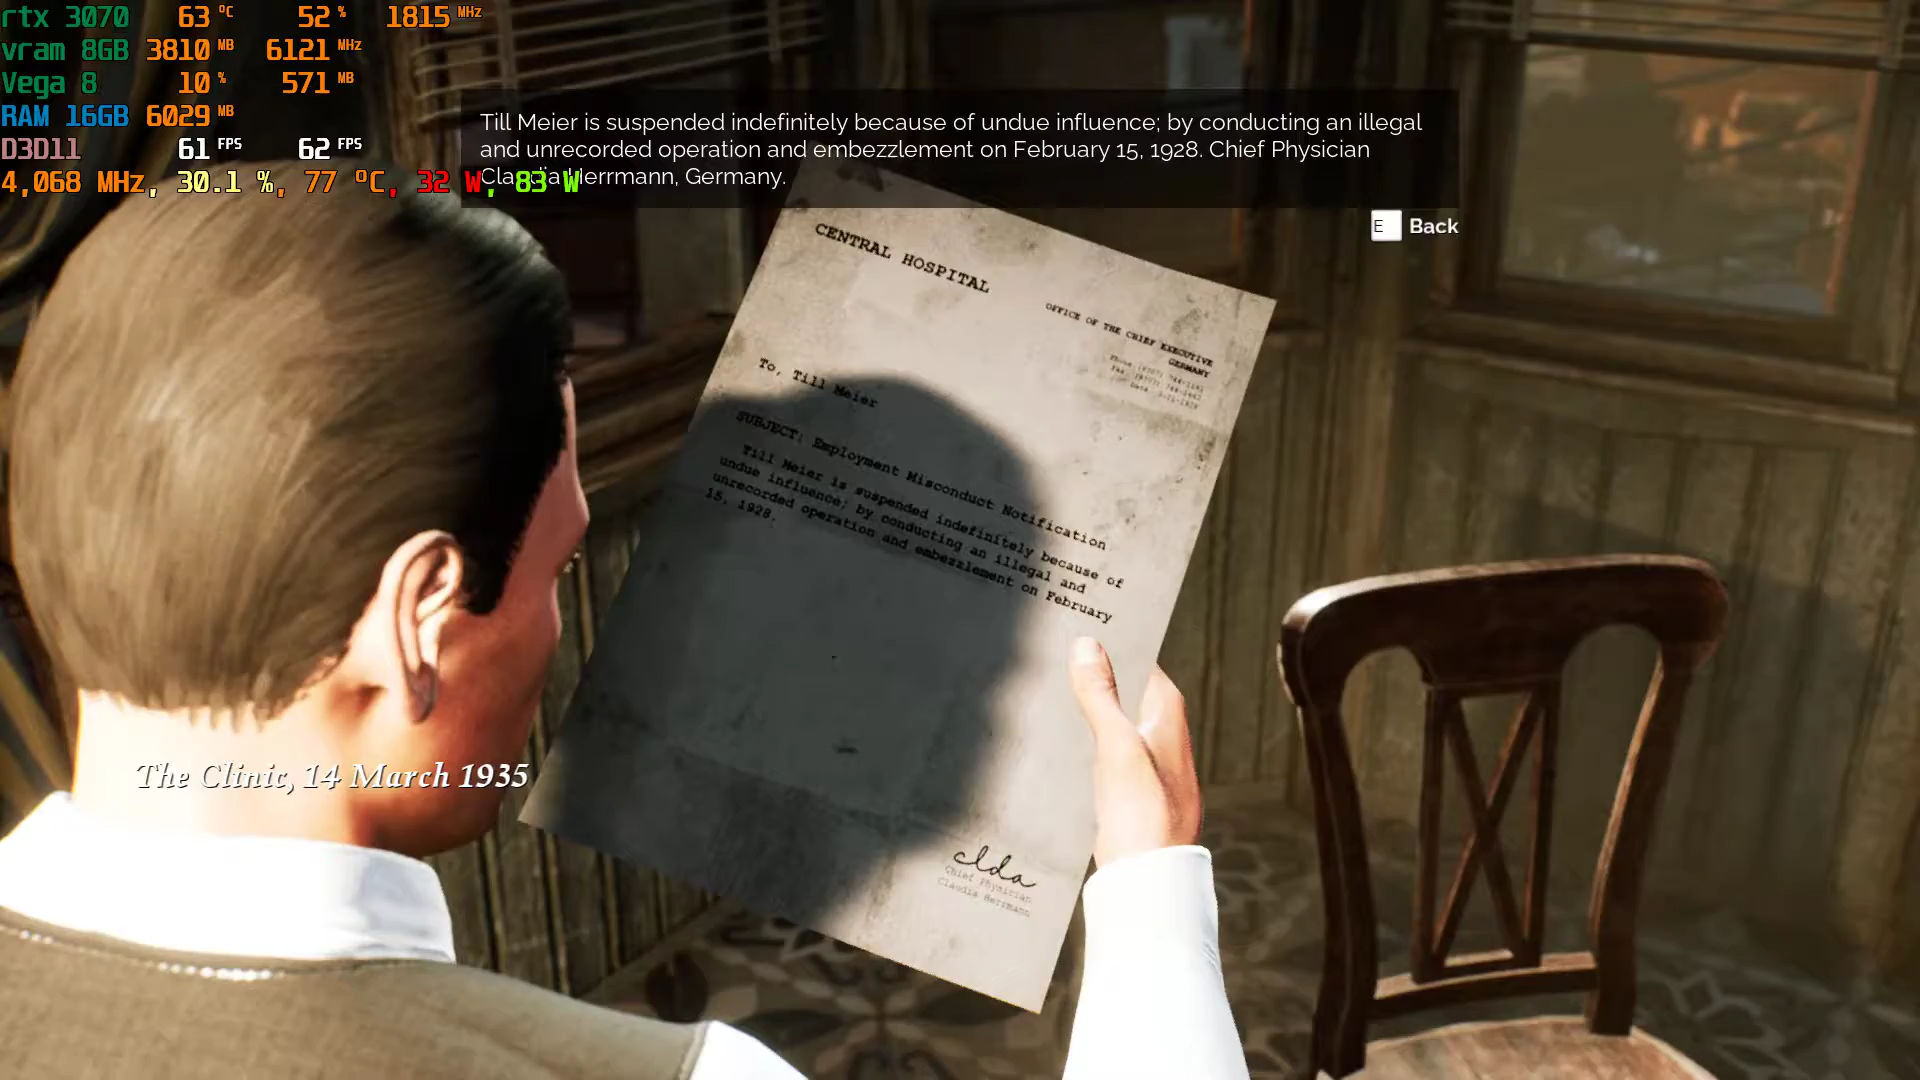 rtx 3070 63 °C 52 % 1815 MHz
vram 8GB 3810 MB 6121 MHz
Vega 8 10 % 571 MB
RAM 16GB 6029 MB
D3D11 61 FPS 62 FPS
4,068 MHz, 30.1 %, 77 °C, 32 W, 83 W
Till Meier is suspended indefinitely because of undue influence; by conducting an illegal
and unrecorded operation and embezzlement on February 15, 1928. Chief Physician
Claudia Herrmann, Germany.
E Back
CENTRAL HOSPITAL
OFFICE OF THE CHIEF EXECUTIVE
GERMANY
To, Till Meier
SUBJECT: Employment Misconduct Notification
Till Meier is suspended indefinitely because of
undue influence; by conducting an illegal and
unrecorded operation and embezzlement on February
15, 1928.
clda
Chief Physician
Claudia Herrmann
The Clinic, 14 March 1935